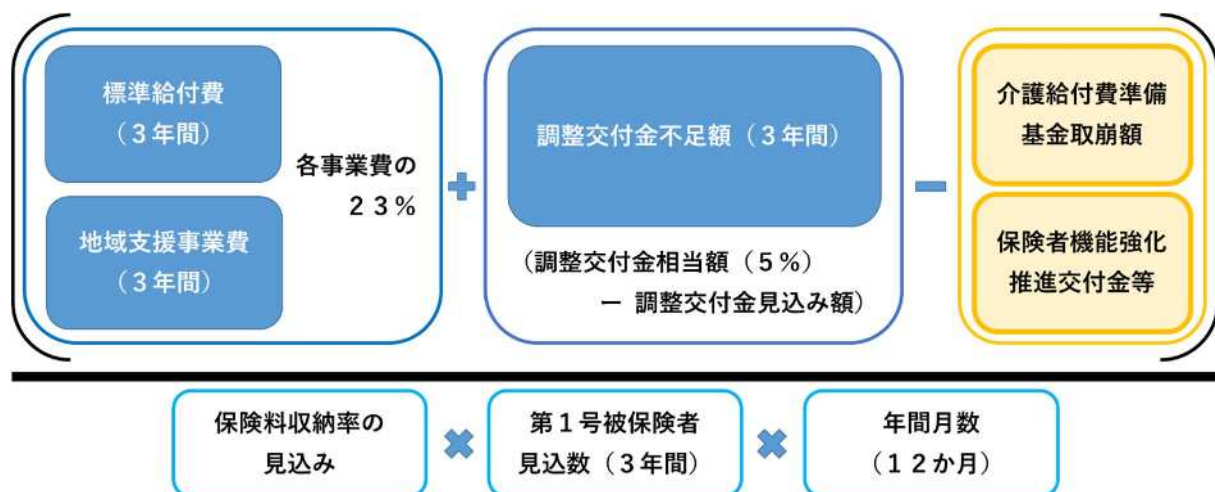 標準給付費
（３年間）
地域支援事業費
（３年間）
各事業費の
２３％
調整交付金不足額（３年間）
（調整交付金相当額（５％）
ー 調整交付金見込み額）
介護給付費準備
基金取崩額
保険者機能強化
推進交付金等
保険料収納率の
見込み
第１号被保険者
見込数（３年間）
年間月数
（１２か月）